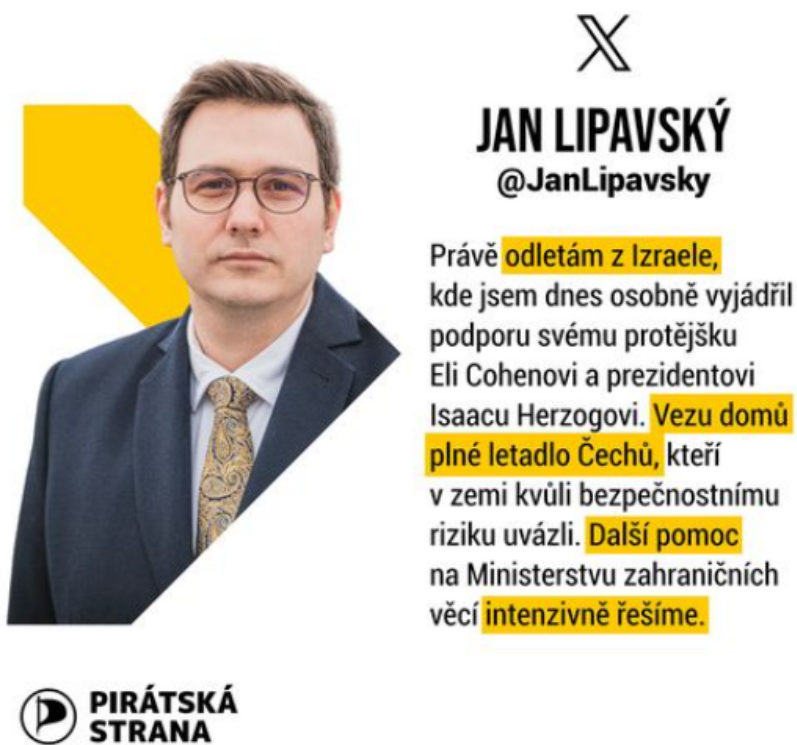 JAN LIPAVSKÝ
@JanLipavsky
Právě odletám z Izraele,
kde jsem dnes osobně vyjádřil
podporu svému protějšku
Eli Cohenovi a prezidentovi
Isaacu Herzogovi. Vezu domů
plné letadlo Čechů, kteří
v zemi kvůli bezpečnostnímu
riziku uvázli. Další pomoc
na Ministerstvu zahraničních
věcí intenzivně řešíme.
PIRÁTSKÁ
STRANA